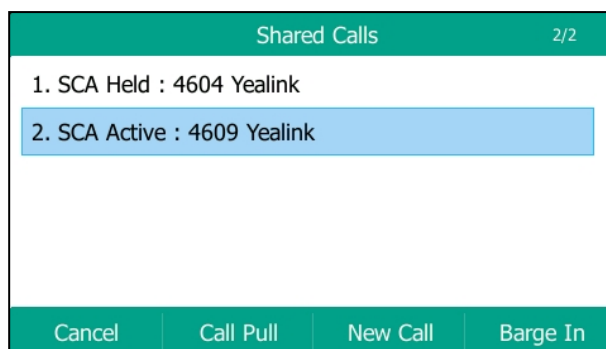 Shared Calls 2/2
1. SCA Held : 4604 Yealink
2. SCA Active : 4609 Yealink
Cancel Call Pull New Call Barge In